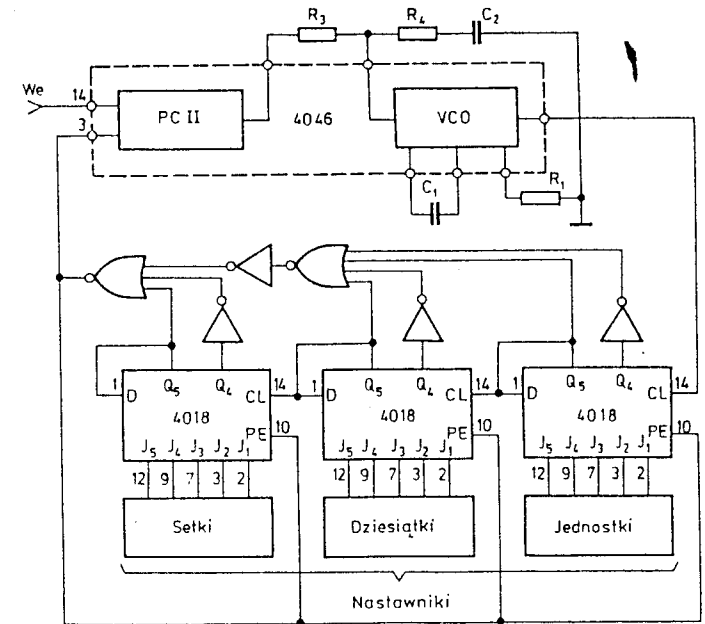 R3 R4 C2
We 14 3 PC II 4046 VCO
C1 R1
1 D Q5 Q4 CL 14 1 D Q5 Q4 CL 14 1 D Q5 Q4 CL 14
4018 4018 4018
PE 10 PE 10 PE 10
J5 J4 J3 J2 J1 J5 J4 J3 J2 J1 J5 J4 J3 J2 J1
12 9 7 3 2 12 9 7 3 2 12 9 7 3 2
Setki Dziesiątki Jednostki
Nastawniki